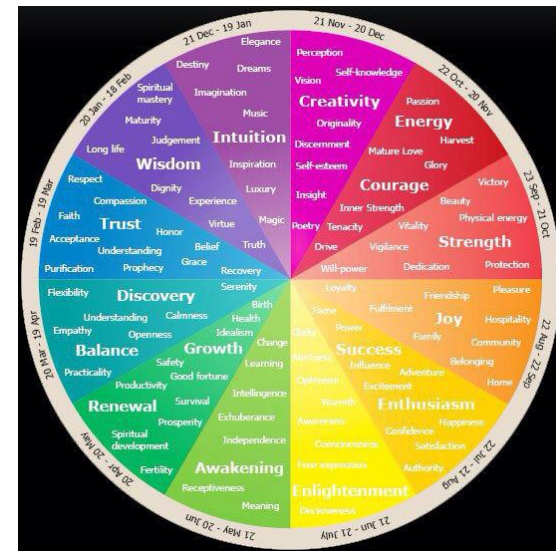 21 Nov - 20 Dec
Perception
Vision
Self-knowledge
Creativity
Originality
Discernment
Self-esteem
Insight
Poetry
22 Oct - 20 Nov
Passion
Energy
Harvest
Mature Love
Glory
Courage
Inner Strength
Tenacity
Drive
23 Sep - 21 Oct
Victory
Beauty
Physical energy
Vitality
Strength
Vigilance
Will-power
Dedication
Protection
22 Aug - 22 Sep
Loyalty
Pleasure
Friendship
Fulfilment
Joy
Hospitality
Community
Family
Belonging
Home
22 Jul - 21 Aug
Fame
Power
Success
Influence
Adventure
Excitement
Enthusiasm
Happiness
Confidence
Satisfaction
Authority
21 Jun - 21 July
Clarity
Alertness
Optimism
Warmth
Awareness
Consciousness
Free expression
Enlightenment
Decisiveness
21 May - 20 Jun
Change
Learning
Intellingence
Exhuberance
Independence
Awakening
Receptiveness
Meaning
20 Apr - 20 May
Birth
Health
Idealism
Growth
Safety
Good fortune
Productivity
Survival
Renewal
Prosperity
Spiritual
development
Fertility
20 Mar - 19 Apr
Serenity
Flexibility
Discovery
Understanding
Calmness
Empathy
Openness
Balance
Practicality
19 Feb - 19 Mar
Respect
Compassion
Faith
Trust
Honor
Acceptance
Understanding
Belief
Grace
Purification
Prophecy
Recovery
20 Jan - 18 Feb
Spiritual
mastery
Maturity
Judgement
Long life
Wisdom
Dignity
Experience
Virtue
Truth
21 Dec - 19 Jan
Elegance
Destiny
Dreams
Imagination
Music
Intuition
Inspiration
Luxury
Magic